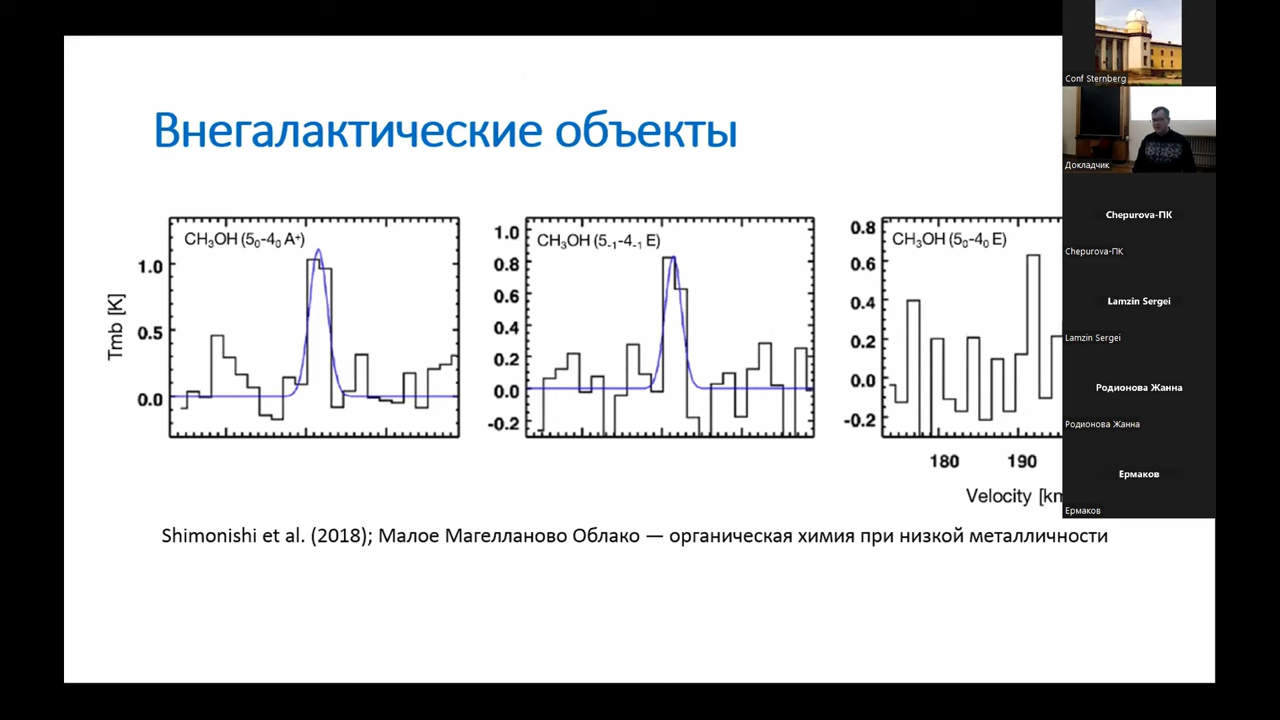 Внегалактические объекты
CH₃OH (5₀-4₀ A⁺)
CH₃OH (5₋₁-4₋₁ E)
CH₃OH (5₀-4₀ E)
Tmb [K]
1.0
0.5
0.0
1.0
0.8
0.6
0.4
0.2
0.0
-0.2
0.8
0.6
0.4
0.2
0.0
-0.2
180
190
Velocity [km
Shimonishi et al. (2018); Малое Магелланово Облако — органическая химия при низкой металличности
Conf Sternberg
Докладчик
Chepurova-ПК
Chepurova-ПК
Lamzin Sergei
Lamzin Sergei
Родионова Жанна
Родионова Жанна
Ермаков
Ермаков